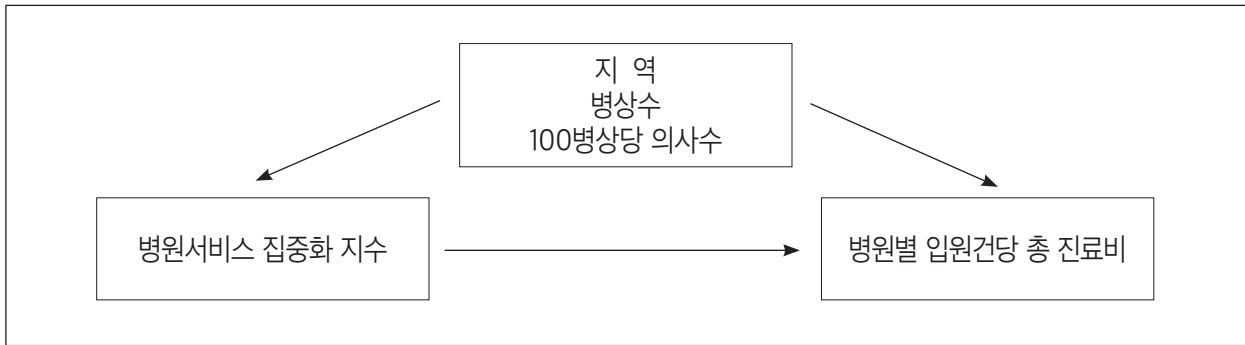 지 역
병상수
100병상당 의사수
병원서비스 집중화 지수
병원별 입원건당 총 진료비